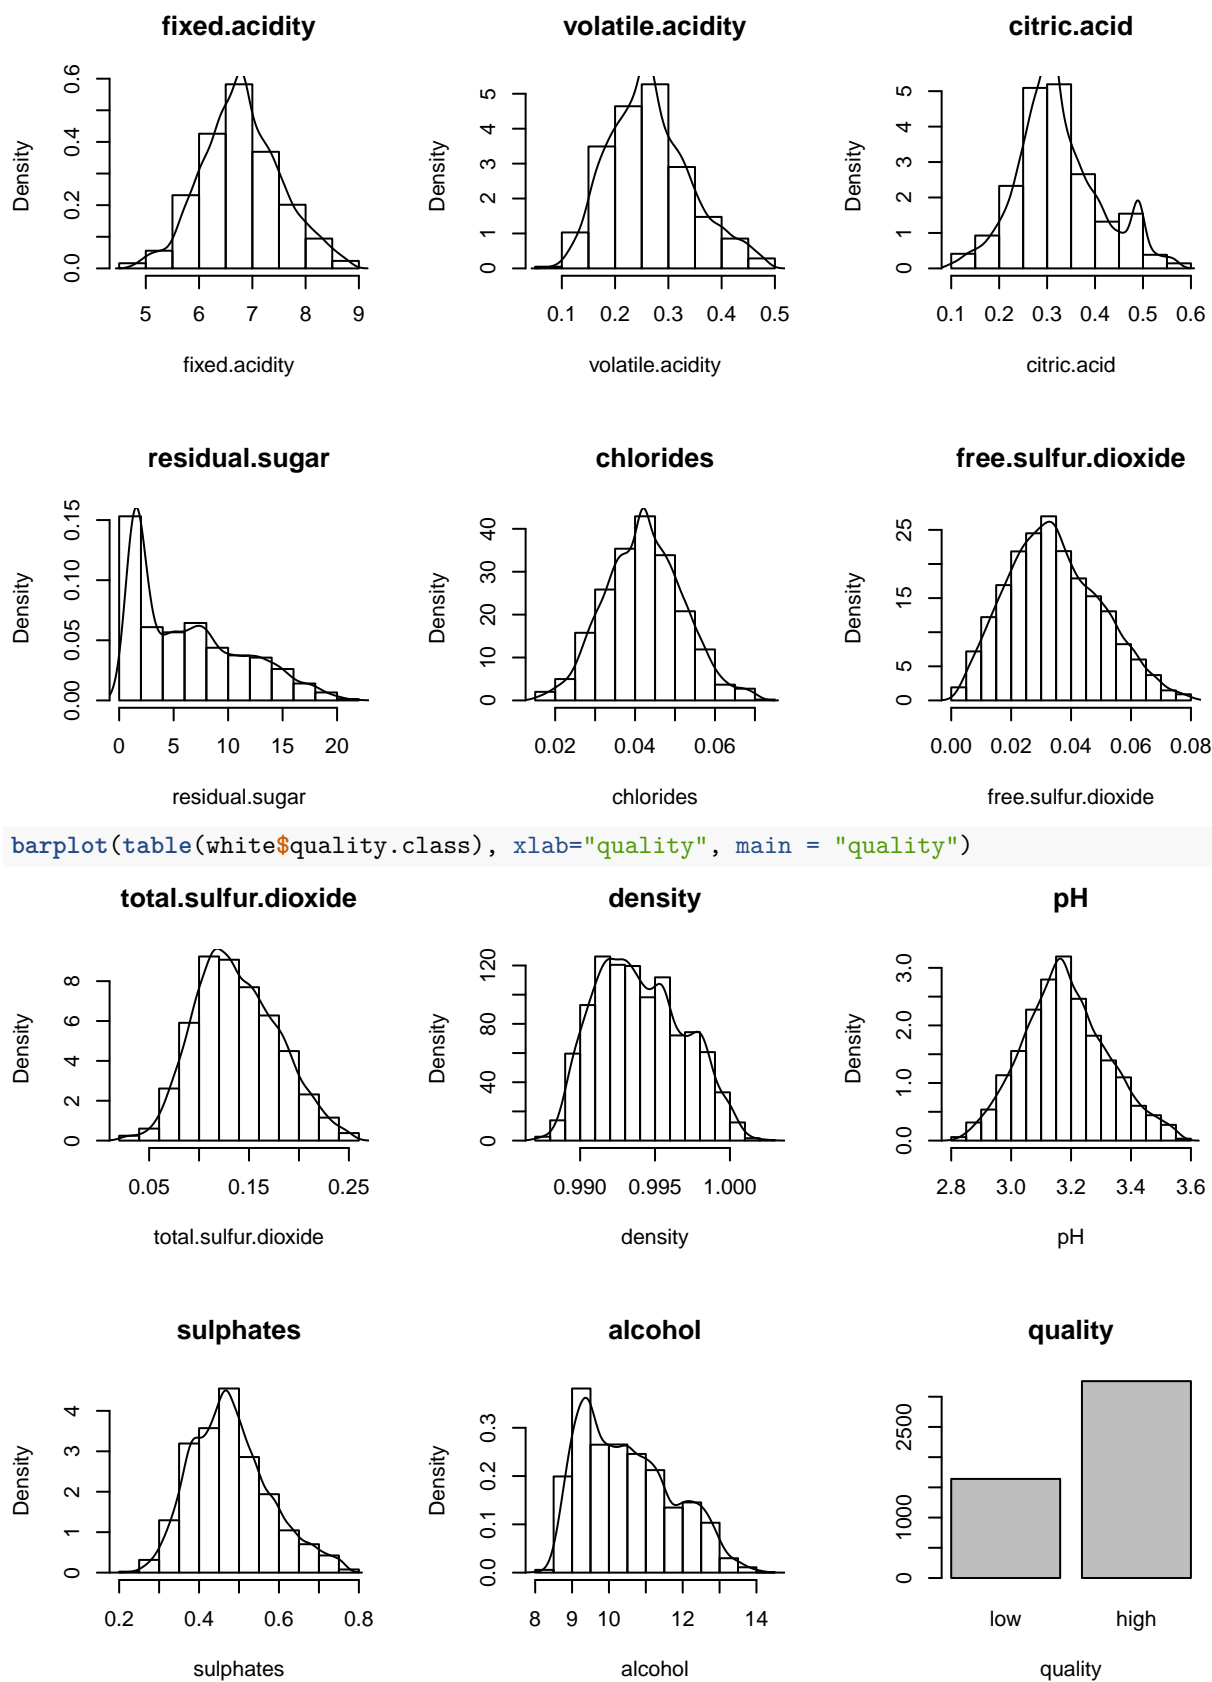 fixed.acidity
volatile.acidity
citric.acid
Density
0.0 0.2 0.4 0.6
5 6 7 8 9
fixed.acidity
Density
0 1 2 3 4 5
0.1 0.2 0.3 0.4 0.5
volatile.acidity
Density
0 1 2 3 4 5
0.1 0.2 0.3 0.4 0.5 0.6
citric.acid
residual.sugar
chlorides
free.sulfur.dioxide
Density
0.00 0.05 0.10 0.15
0 5 10 15 20
residual.sugar
Density
0 10 20 30 40
0.02 0.04 0.06
chlorides
Density
0 5 15 25
0.00 0.02 0.04 0.06 0.08
free.sulfur.dioxide
barplot(table(white$quality.class), xlab="quality", main = "quality")
total.sulfur.dioxide
density
pH
Density
0 2 4 6 8
0.05 0.15 0.25
total.sulfur.dioxide
Density
0 40 80 120
0.990 0.995 1.000
density
Density
0.0 1.0 2.0 3.0
2.8 3.0 3.2 3.4 3.6
pH
sulphates
alcohol
quality
Density
0 1 2 3 4
0.2 0.4 0.6 0.8
sulphates
Density
0.0 0.1 0.2 0.3
8 9 10 12 14
alcohol
0 1000 2500
low high
quality